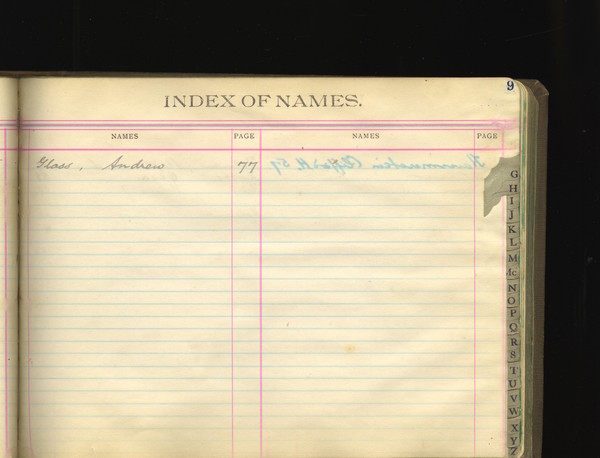 9
INDEX OF NAMES.
NAMES PAGE NAMES PAGE
Glass, Andrew 77
G
H
I
J
K
L
M
Mc
N
O
P
Q
R
S
T
U
V
W
X
Y
Z